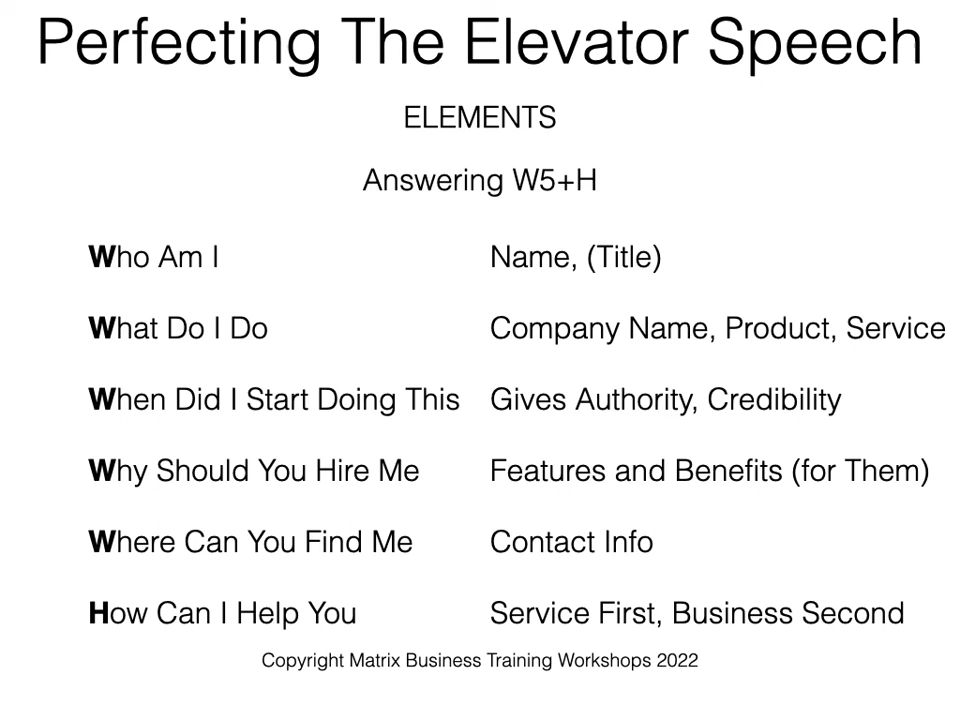 Perfecting The Elevator Speech
ELEMENTS
Answering W5+H
Who Am I Name, (Title)
What Do I Do Company Name, Product, Service
When Did I Start Doing This Gives Authority, Credibility
Why Should You Hire Me Features and Benefits (for Them)
Where Can You Find Me Contact Info
How Can I Help You Service First, Business Second
Copyright Matrix Business Training Workshops 2022